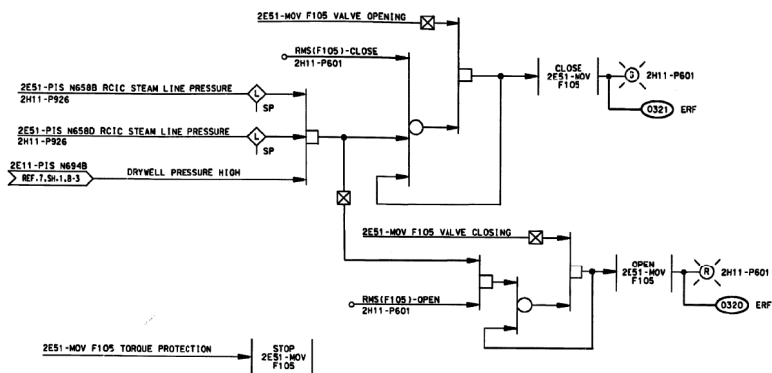 2E51-MOV F105 VALVE OPENING
RMS(F105)-CLOSE
2H11-P601
2E51-PIS N658B RCIC STEAM LINE PRESSURE
2H11-P926
L
SP
2E51-PIS N658D RCIC STEAM LINE PRESSURE
2H11-P926
L
SP
2E11-PIS N694B
REF.7.SH.1.B-3
DRYWELL PRESSURE HIGH
CLOSE
2E51-MOV
F105
G
2H11-P601
0321
ERF
2E51-MOV F105 VALVE CLOSING
RMS(F105)-OPEN
2H11-P601
OPEN
2E51-MOV
F105
R
2H11-P601
0320
ERF
2E51-MOV F105 TORQUE PROTECTION
STOP
2E51-MOV
F105